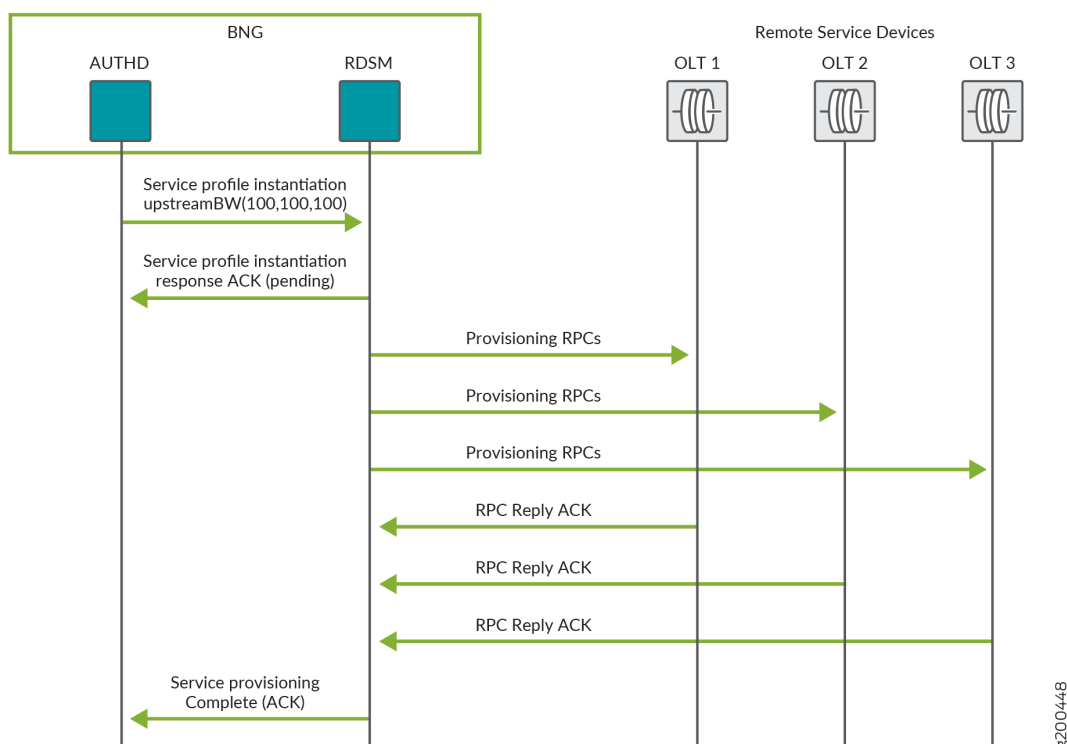 BNG
Remote Service Devices
AUTHD
RDSM
OLT 1
OLT 2
OLT 3
Service profile instantiation
upstreamBW(100,100,100)
Service profile instantiation
response ACK (pending)
Provisioning RPCs
Provisioning RPCs
Provisioning RPCs
RPC Reply ACK
RPC Reply ACK
RPC Reply ACK
Service provisioning
Complete (ACK)
g200448